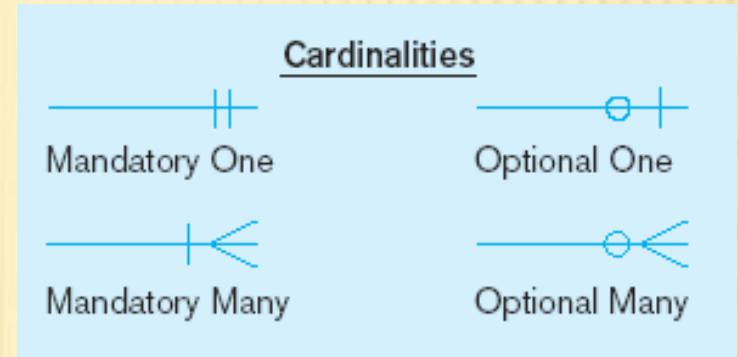 Cardinalities
Mandatory One
Optional One
Mandatory Many
Optional Many